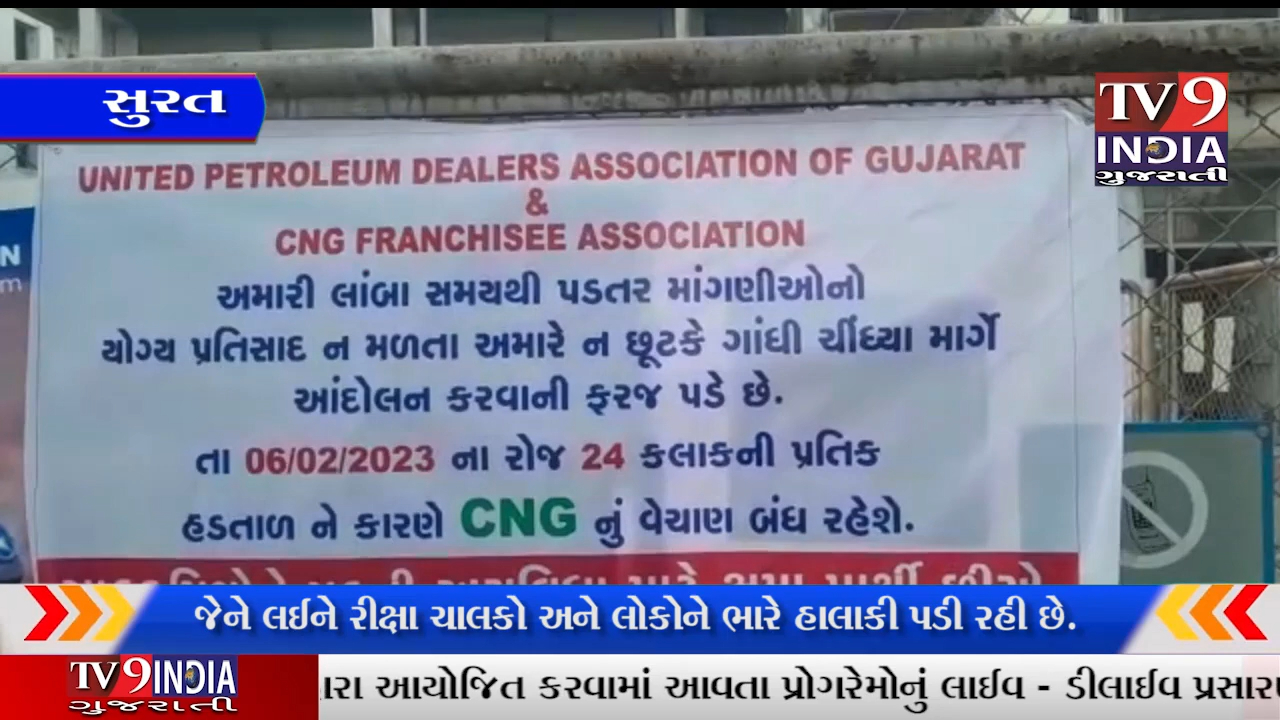 સુરત
TV9
INDIA
ગુજરાતી
UNITED PETROLEUM DEALERS ASSOCIATION OF GUJARAT
&
CNG FRANCHISEE ASSOCIATION
અમારી લાંબા સમયથી પડતર માંગણીઓનો
યોગ્ય પ્રતિસાદ ન મળતા અમારે ન છૂટકે ગાંધી ચીંધ્યા માર્ગે
આંદોલન કરવાની ફરજ પડે છે.
તા 06/02/2023 ના રોજ 24 કલાકની પ્રતિક
હડતાળ ને કારણે CNG નું વેચાણ બંધ રહેશે.
જેને લઈને રીક્ષા ચાલકો અને લોકોને ભારે હાલાકી પડી રહી છે.
TV9INDIA
ગુજરાતી
આયોજિત કરવામાં આવતા પ્રોગરેમોનું લાઈવ - ડીલાઈવ